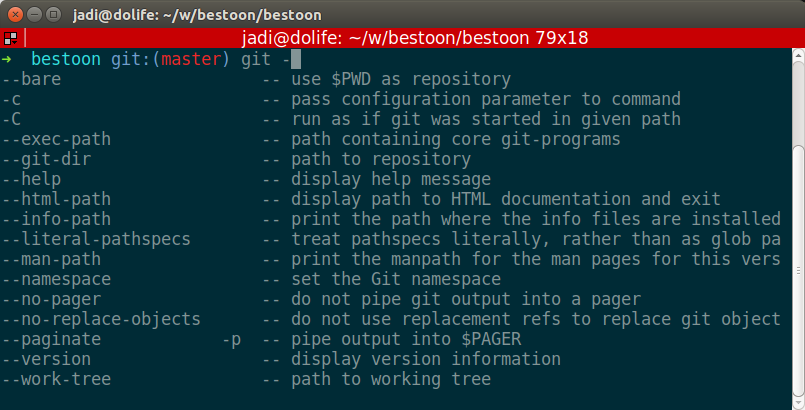 jadi@dolife: ~/w/bestoon/bestoon
jadi@dolife: ~/w/bestoon/bestoon 79x18
➜  bestoon git:(master) git -
--bare                    -- use $PWD as repository
-c                        -- pass configuration parameter to command
-C                        -- run as if git was started in given path
--exec-path               -- path containing core git-programs
--git-dir                 -- path to repository
--help                    -- display help message
--html-path               -- display path to HTML documentation and exit
--info-path               -- print the path where the info files are installed
--literal-pathspecs       -- treat pathspecs literally, rather than as glob pa
--man-path                -- print the manpath for the man pages for this vers
--namespace               -- set the Git namespace
--no-pager                -- do not pipe git output into a pager
--no-replace-objects      -- do not use replacement refs to replace git object
--paginate            -p  -- pipe output into $PAGER
--version                 -- display version information
--work-tree               -- path to working tree